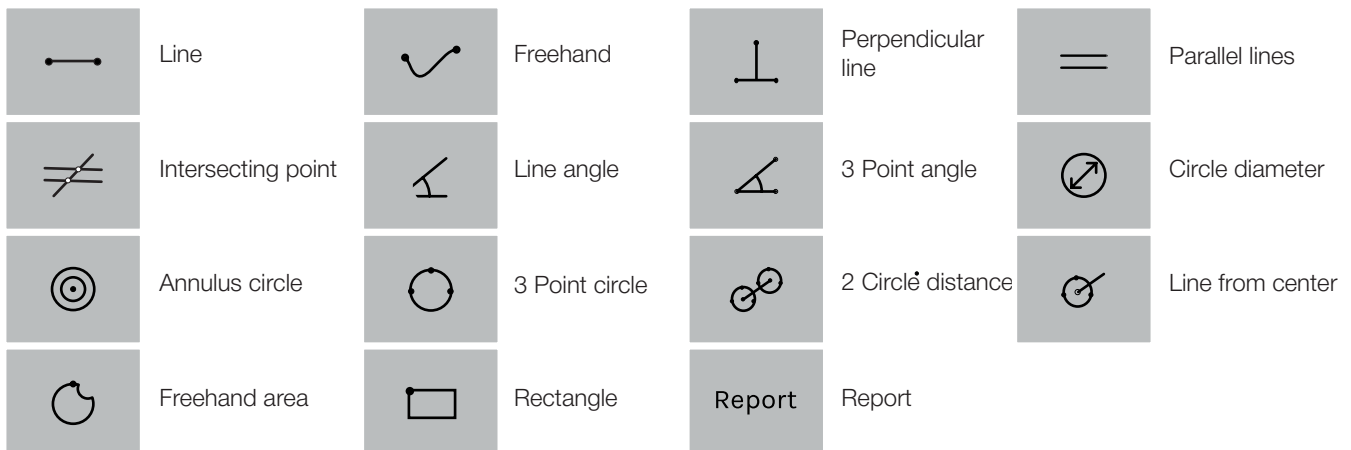 Line
Freehand
Perpendicular
line
Parallel lines
Intersecting point
Line angle
3 Point angle
Circle diameter
Annulus circle
3 Point circle
2 Circle distance
Line from center
Freehand area
Rectangle
Report
Report